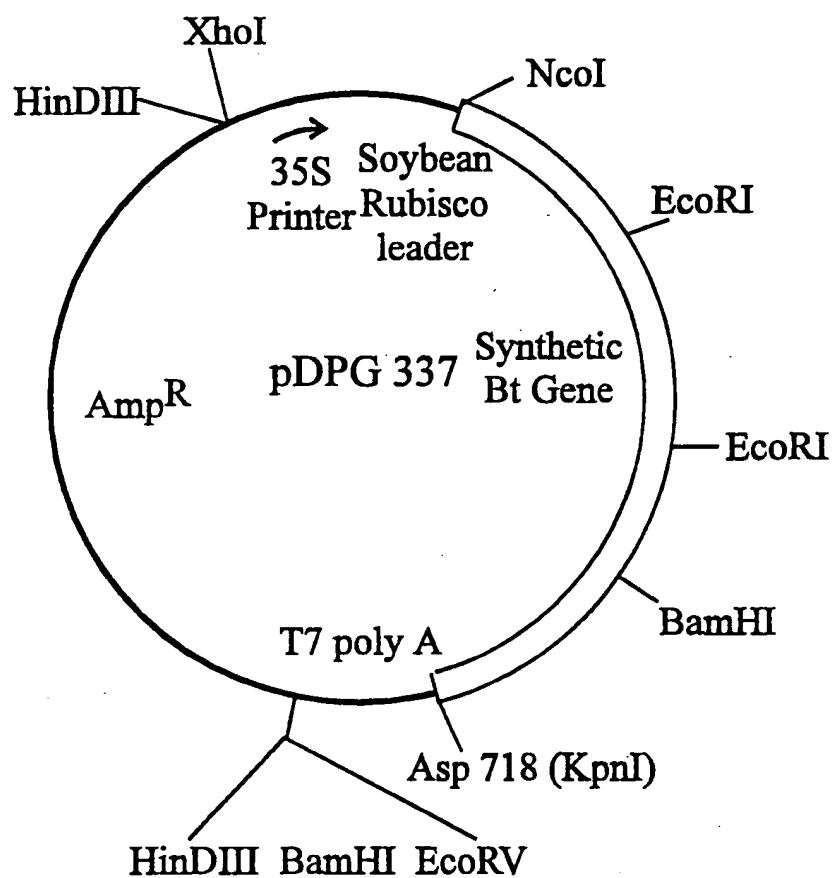 XhoI
HinDIII
NcoI
35S
Printer
Soybean
Rubisco
leader
EcoRI
pDPG 337
Synthetic
Bt Gene
AmpR
EcoRI
BamHI
T7 poly A
Asp 718 (KpnI)
HinDIII BamHI EcoRV